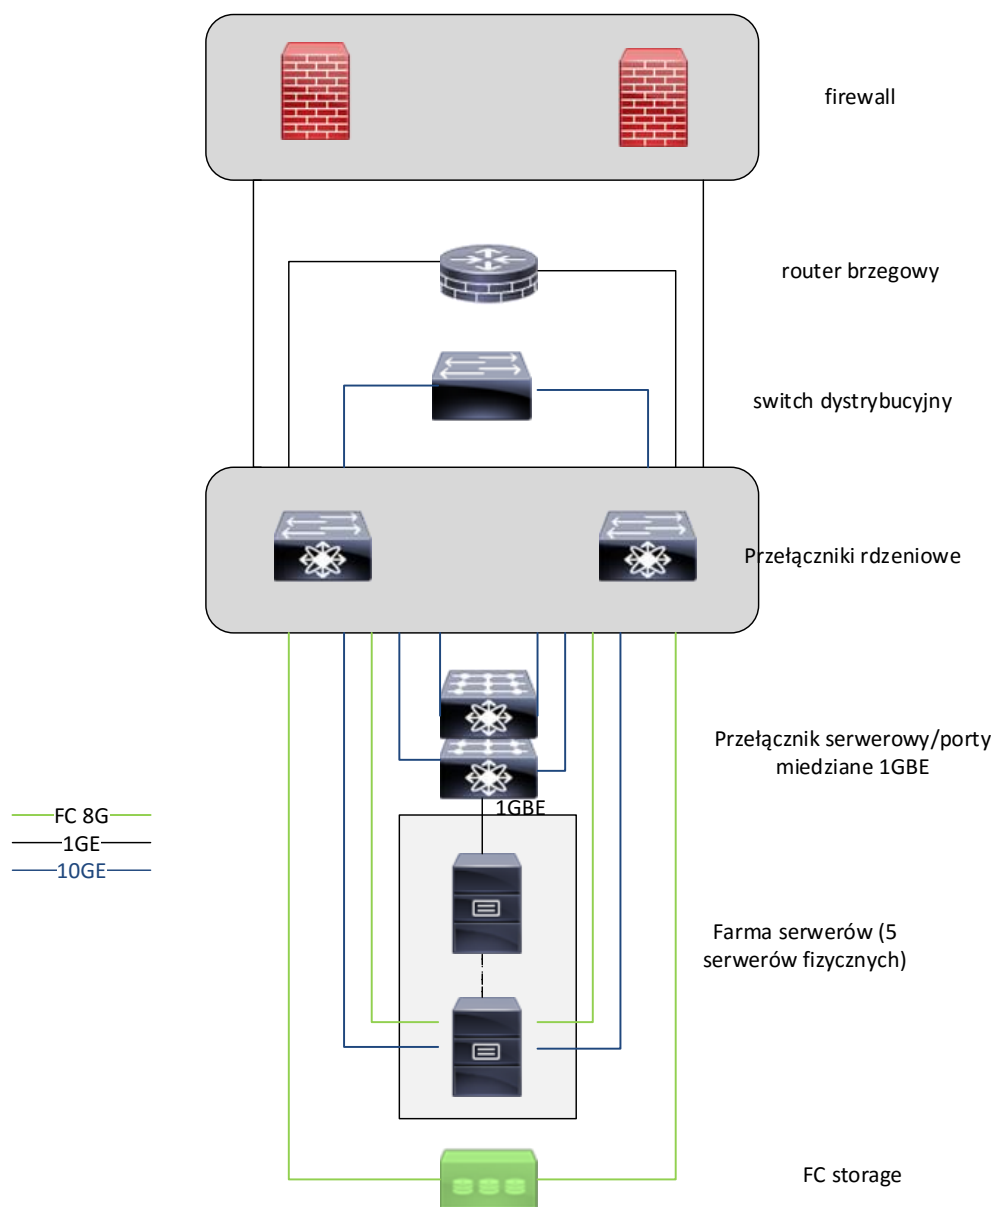 firewall
router brzegowy
switch dystrybucyjny
Przełączniki rdzeniowe
Przełącznik serwerowy/porty
miedziane 1GBE
1GBE
FC 8G
1GE
10GE
Farma serwerów (5
serwerów fizycznych)
FC storage